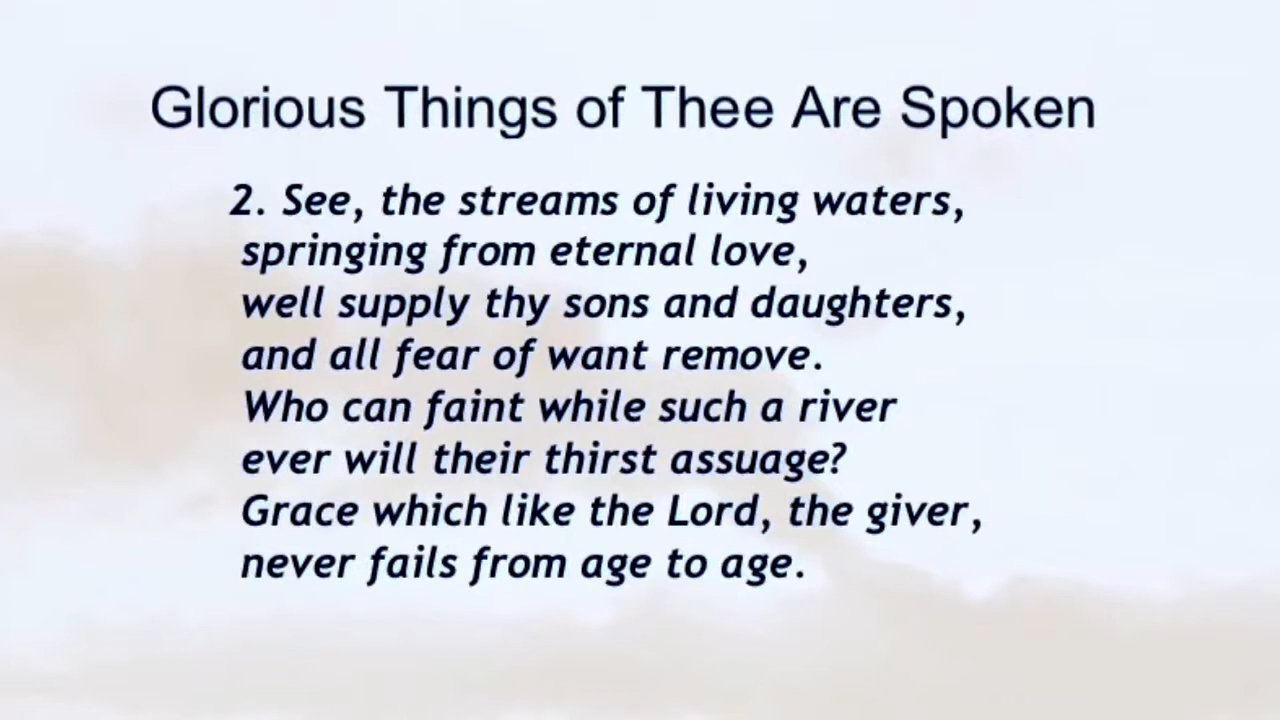 Glorious Things of Thee Are Spoken
2. See, the streams of living waters,
springing from eternal love,
well supply thy sons and daughters,
and all fear of want remove.
Who can faint while such a river
ever will their thirst assuage?
Grace which like the Lord, the giver,
never fails from age to age.